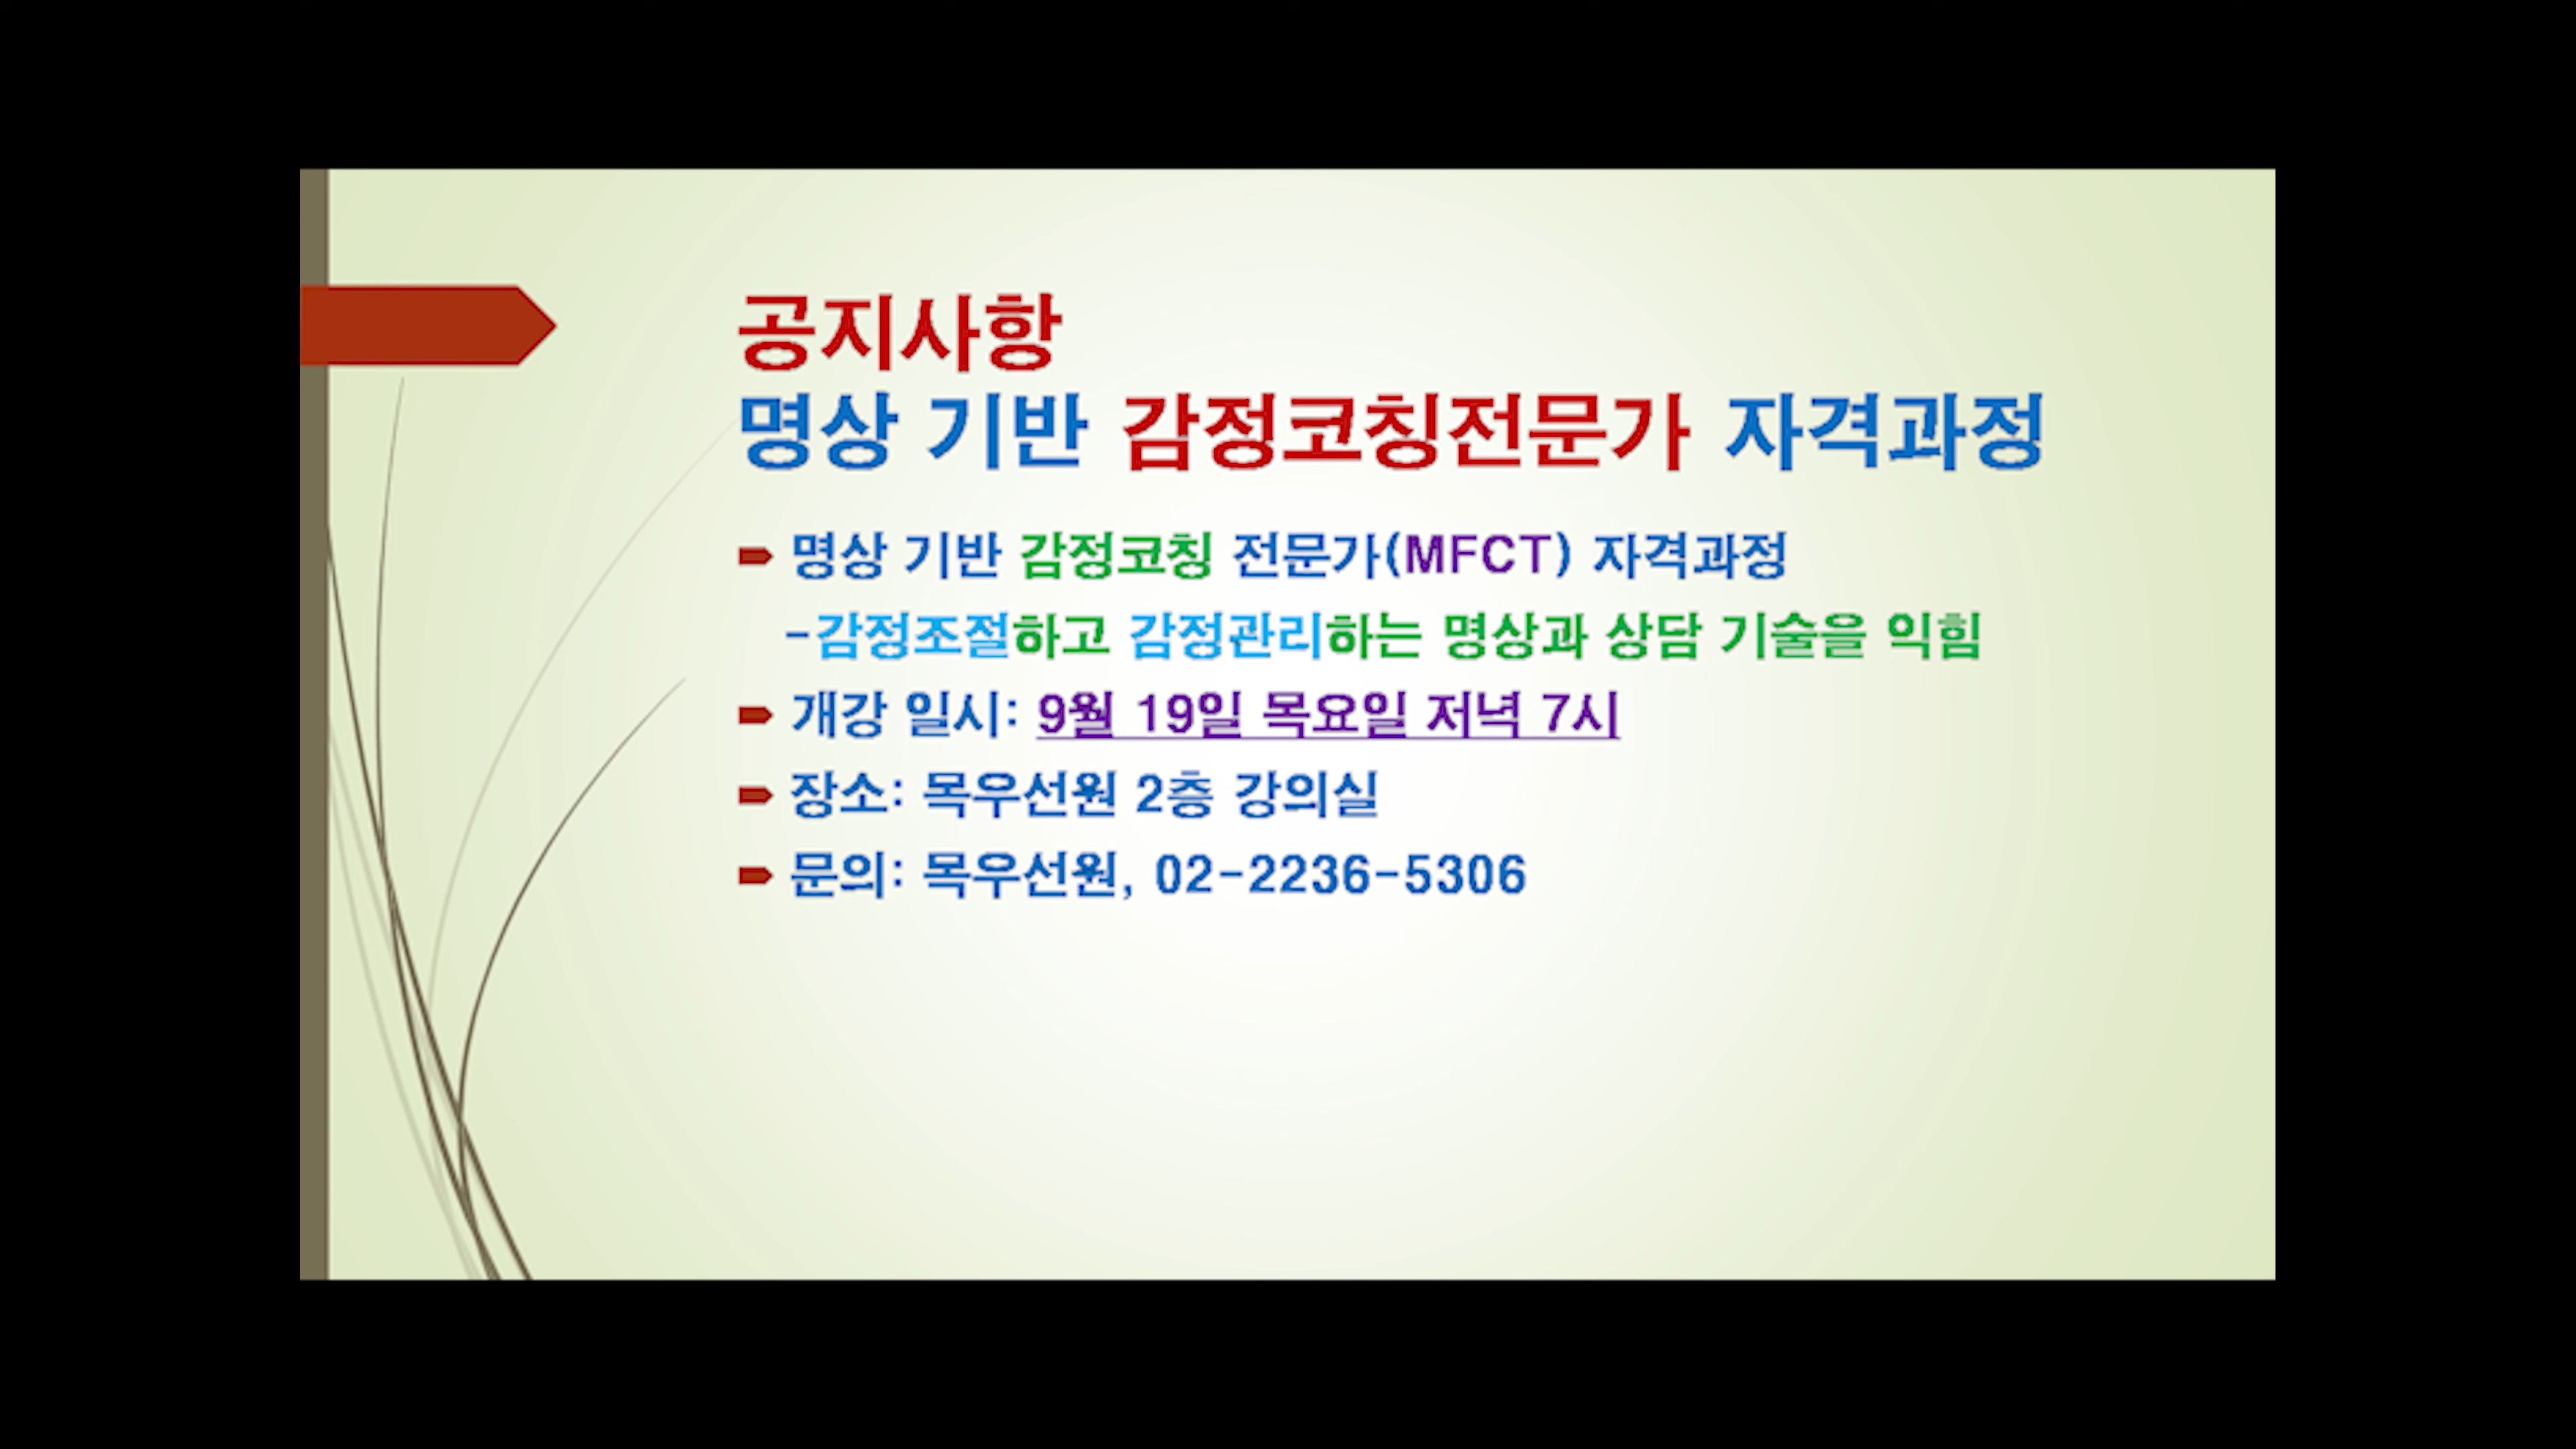 공지사항
명상 기반 감정코칭전문가 자격과정
명상 기반 감정코칭 전문가(MFCT) 자격과정
-감정조절하고 감정관리하는 명상과 상담 기술을 익힘
개강 일시: 9월 19일 목요일 저녁 7시
장소: 목우선원 2층 강의실
문의: 목우선원, 02-2236-5306